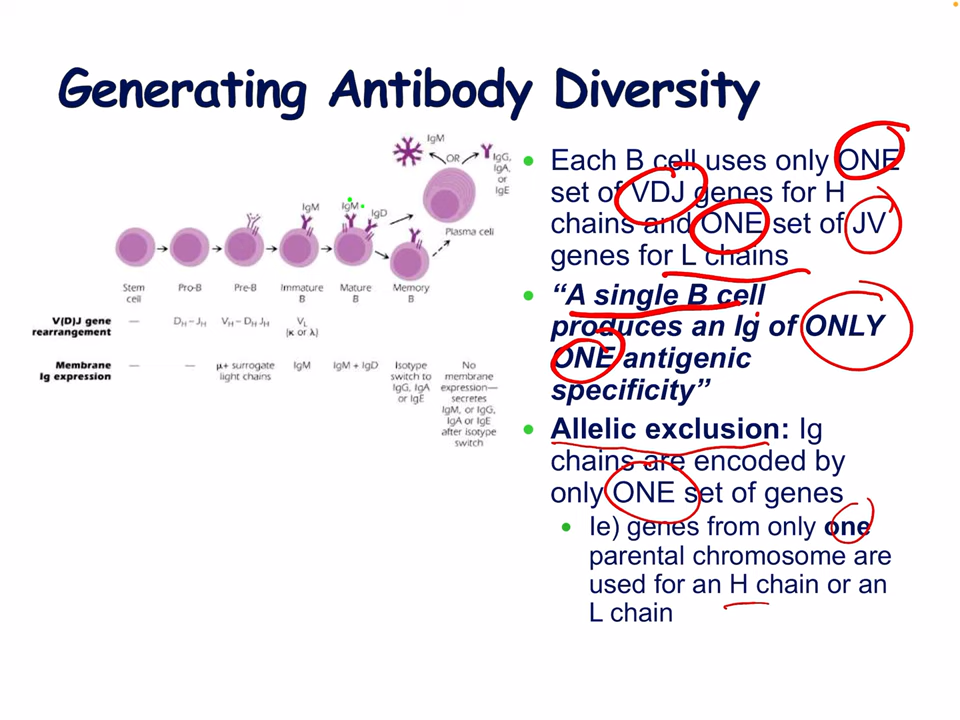 Generating Antibody Diversity
IgM
OR
IgG,
IgA,
or
IgE
Plasma cell
IgM
IgM
IgD
Stem
cell
Pro-B
Pre-B
Immature
B
Mature
B
Memory
B
V(D)J gene
rearrangement
—
DH – JH
VH – DH JH
VL
(κ or λ)
Membrane
Ig expression
—
—
μ+ surrogate
light chains
IgM
IgM + IgD
Isotype
switch to
IgG, IgA
or IgE
No
membrane
expression—
secretes
IgM, or IgG,
IgA or IgE
after isotype
switch
• Each B cell uses only ONE
set of VDJ genes for H
chains and ONE set of JV
genes for L chains
• “A single B cell
produces an Ig of ONLY
ONE antigenic
specificity”
• Allelic exclusion: Ig
chains are encoded by
only ONE set of genes
• Ie) genes from only one
parental chromosome are
used for an H chain or an
L chain